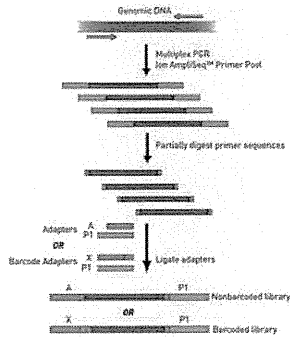 Genomic DNA
Multiplex PCR
Ion AmpliSeq™ Primer Pool
Partially digest primer sequences
Adapters
A
P1
OR
Barcode Adapters
X
P1
Ligate adapters
A P1
Nonbarcoded library
OR
X P1
Barcoded library